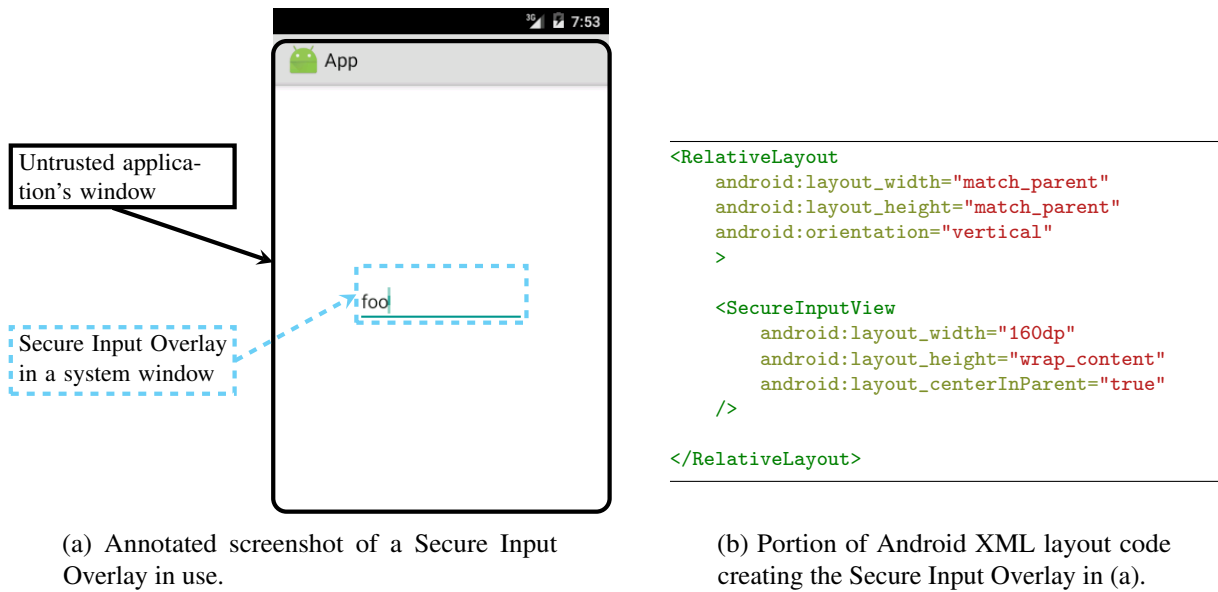 3G 7:53
App
Untrusted applica-
tion's window
foo
Secure Input Overlay
in a system window
(a) Annotated screenshot of a Secure Input
Overlay in use.
<RelativeLayout
android:layout_width="match_parent"
android:layout_height="match_parent"
android:orientation="vertical"
>
<SecureInputView
android:layout_width="160dp"
android:layout_height="wrap_content"
android:layout_centerInParent="true"
/>
</RelativeLayout>
(b) Portion of Android XML layout code
creating the Secure Input Overlay in (a).